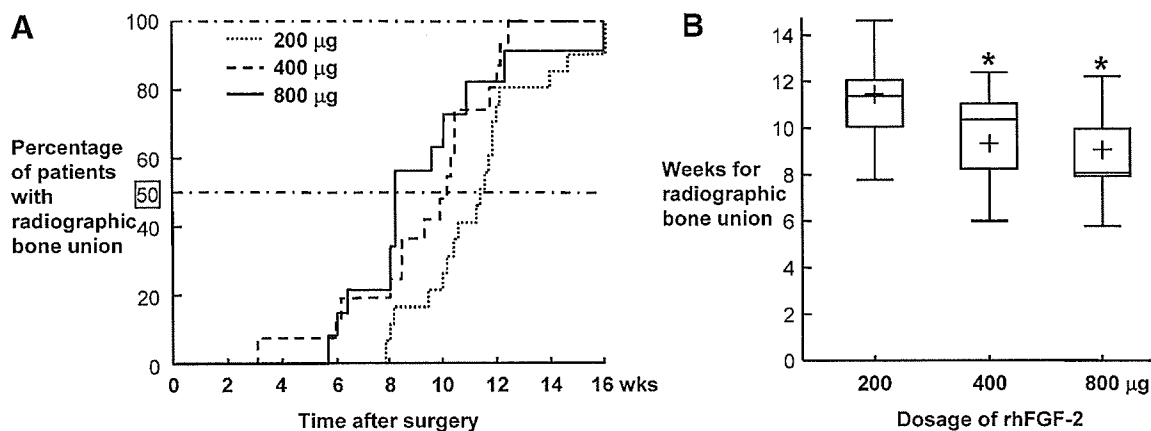 A
200 µg
400 µg
800 µg
Percentage
of patients
with
radiographic
bone union
100
80
60
50
40
20
0
0 2 4 6 8 10 12 14 16 wks
Time after surgery
B
Weeks for
radiographic
bone union
14
12
10
8
6
4
2
0
* *
200 400 800 µg
Dosage of rhFGF-2